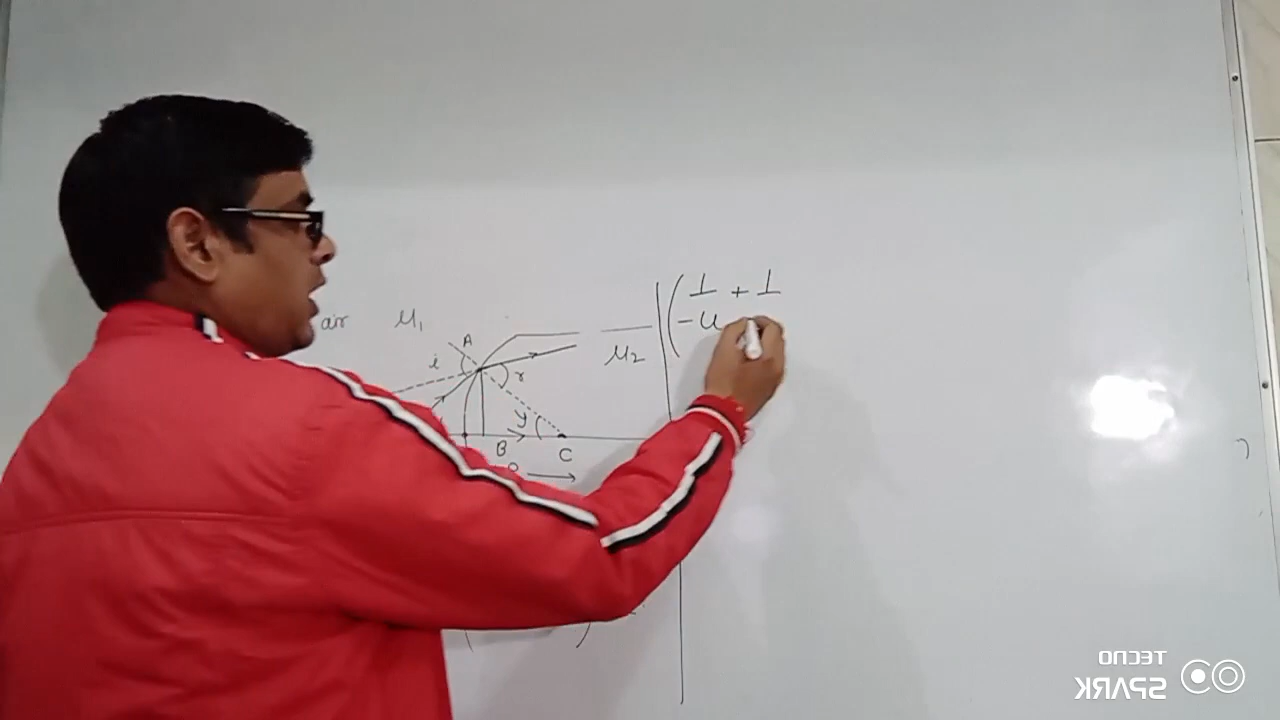 air μ₁
A
i
r
μ₂
y
B
C
( 1 + 1
-u
TECNO
SPARK